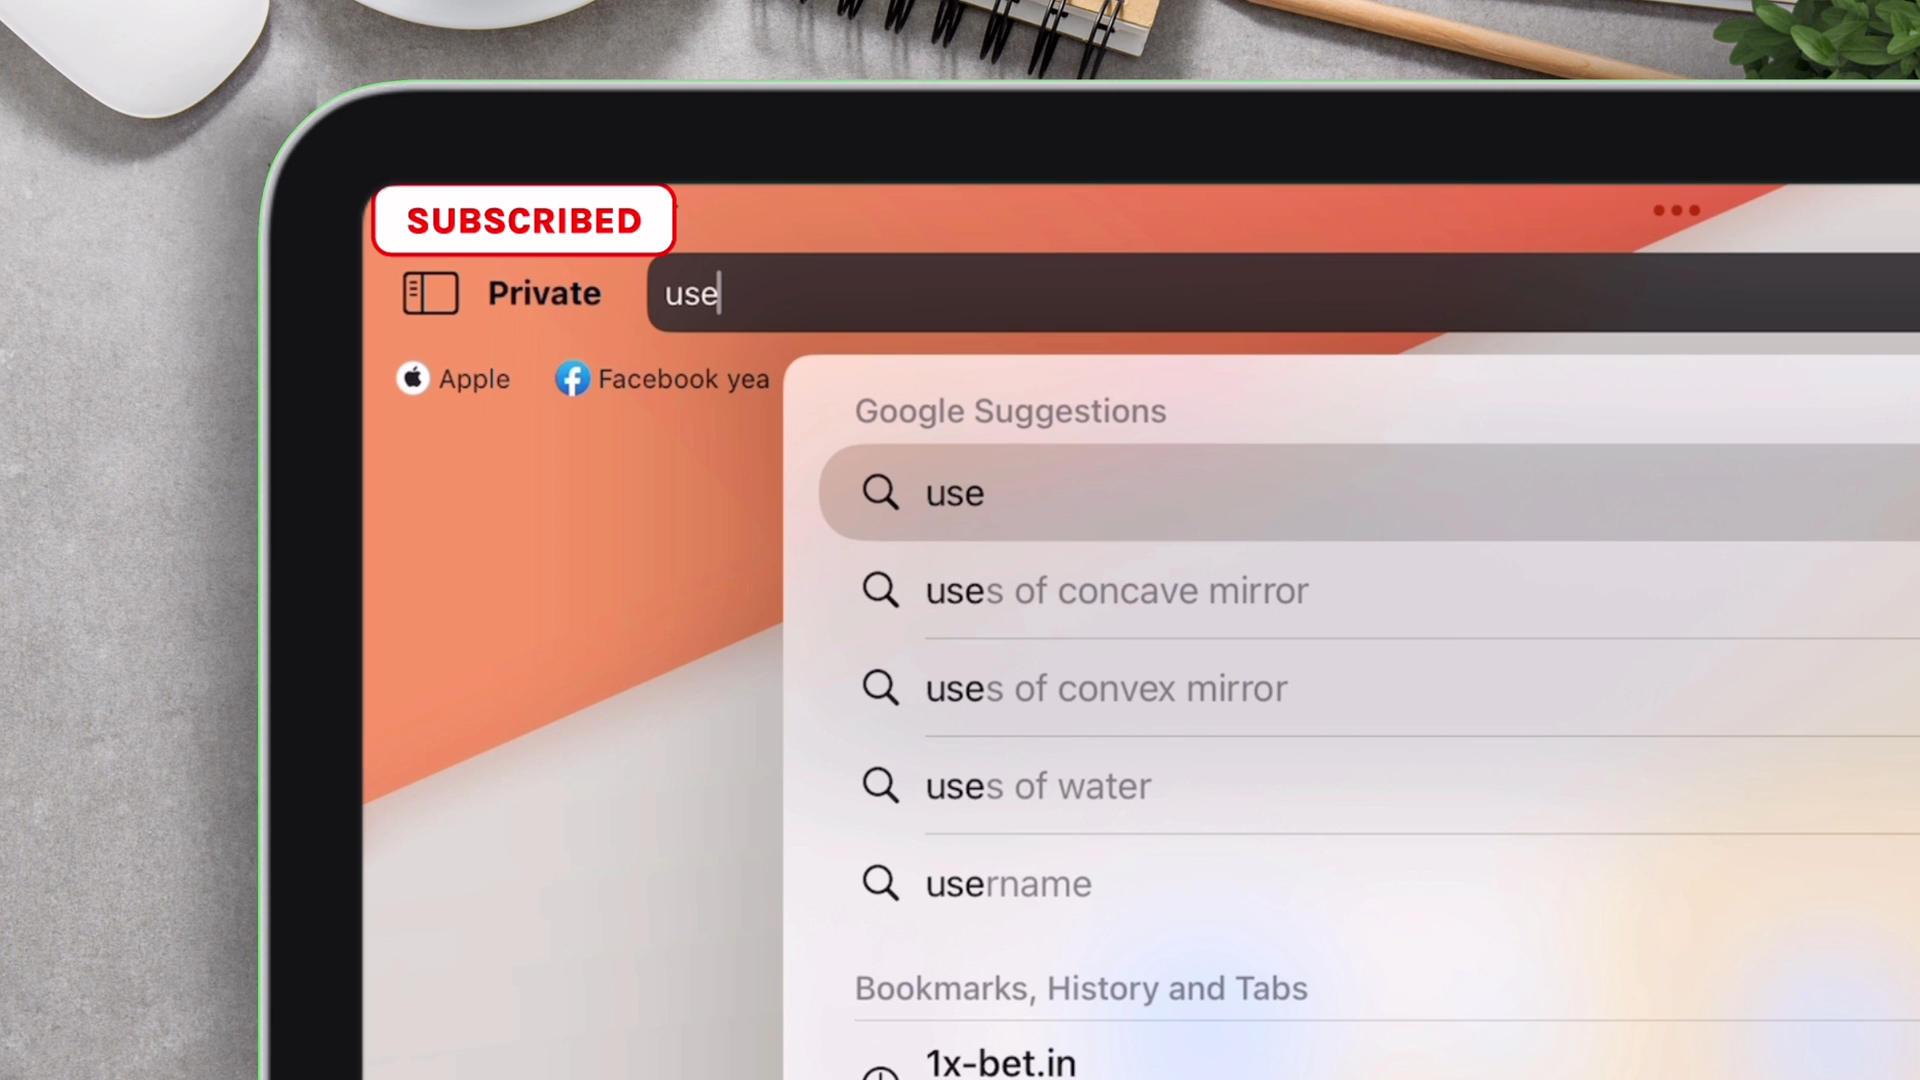 SUBSCRIBED
Private
use
Apple
Facebook yea
Google Suggestions
use
uses of concave mirror
uses of convex mirror
uses of water
username
Bookmarks, History and Tabs
1x-bet.in